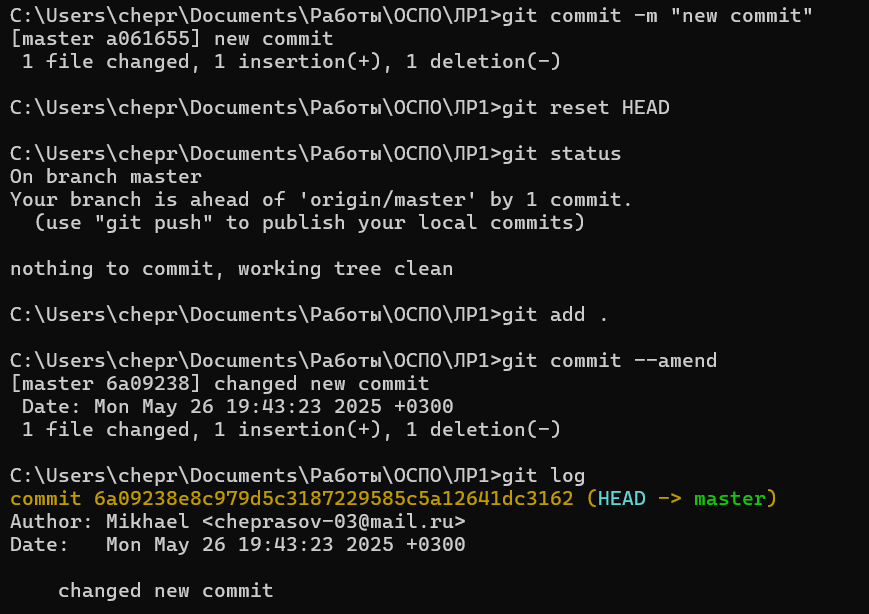 C:\Users\chepr\Documents\Работы\ОСПО\ЛР1>git commit -m "new commit"
[master a061655] new commit
 1 file changed, 1 insertion(+), 1 deletion(-)
C:\Users\chepr\Documents\Работы\ОСПО\ЛР1>git reset HEAD
C:\Users\chepr\Documents\Работы\ОСПО\ЛР1>git status
On branch master
Your branch is ahead of 'origin/master' by 1 commit.
  (use "git push" to publish your local commits)
nothing to commit, working tree clean
C:\Users\chepr\Documents\Работы\ОСПО\ЛР1>git add .
C:\Users\chepr\Documents\Работы\ОСПО\ЛР1>git commit --amend
[master 6a09238] changed new commit
 Date: Mon May 26 19:43:23 2025 +0300
 1 file changed, 1 insertion(+), 1 deletion(-)
C:\Users\chepr\Documents\Работы\ОСПО\ЛР1>git log
commit 6a09238e8c979d5c3187229585c5a12641dc3162 (HEAD -> master)
Author: Mikhael <cheprasov-03@mail.ru>
Date:   Mon May 26 19:43:23 2025 +0300
    changed new commit